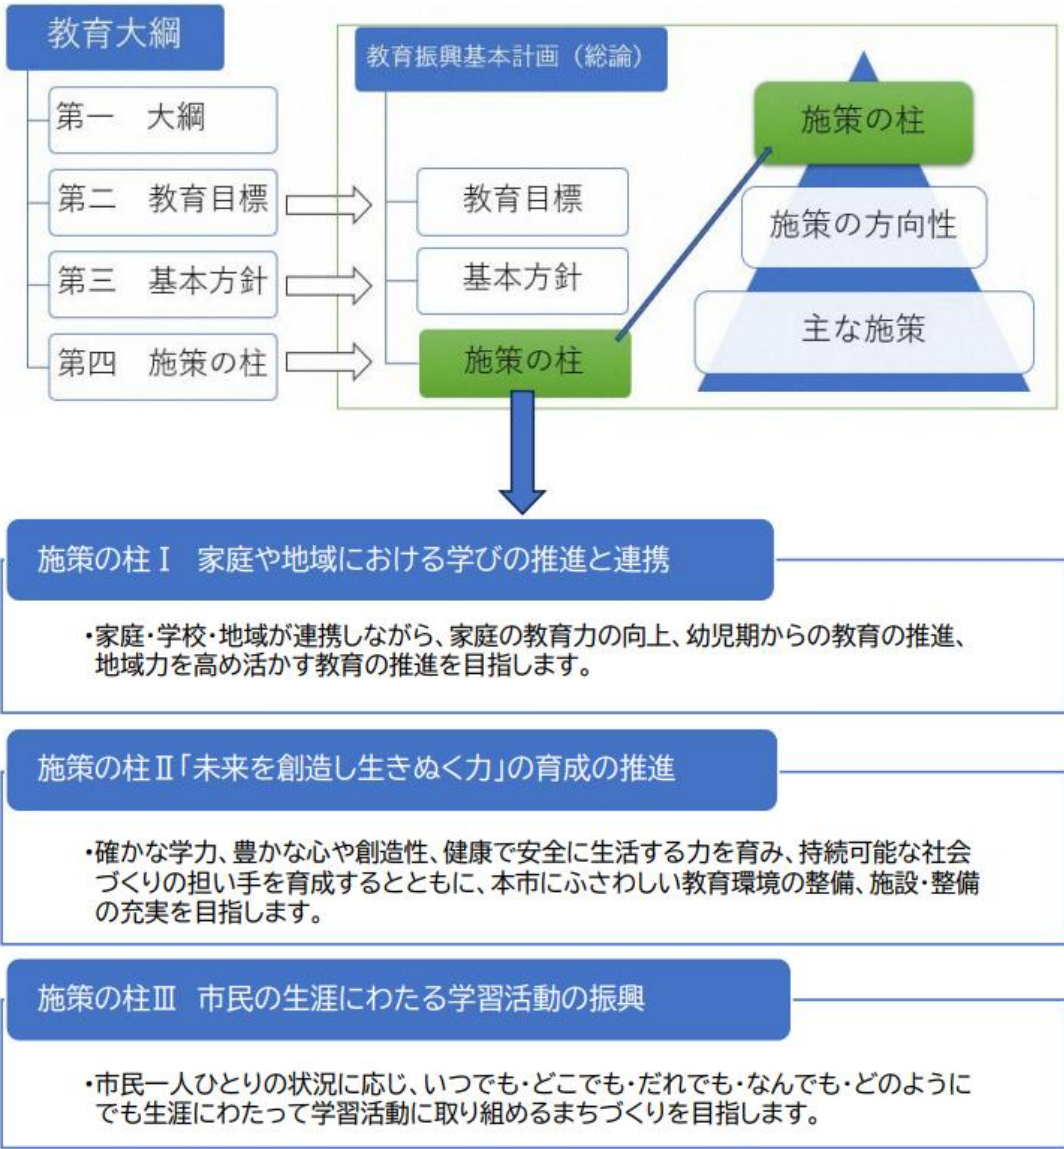 教育大綱
第一　大綱
第二　教育目標
第三　基本方針
第四　施策の柱
教育振興基本計画（総論）
教育目標
基本方針
施策の柱
施策の柱
施策の方向性
主な施策
施策の柱Ⅰ　家庭や地域における学びの推進と連携
・家庭・学校・地域が連携しながら、家庭の教育力の向上、幼児期からの教育の推進、
地域力を高め活かす教育の推進を目指します。
施策の柱Ⅱ「未来を創造し生きぬく力」の育成の推進
・確かな学力、豊かな心や創造性、健康で安全に生活する力を育み、持続可能な社会
づくりの担い手を育成するとともに、本市にふさわしい教育環境の整備、施設・整備
の充実を目指します。
施策の柱Ⅲ　市民の生涯にわたる学習活動の振興
・市民一人ひとりの状況に応じ、いつでも・どこでも・だれでも・なんでも・どのように
でも生涯にわたって学習活動に取り組めるまちづくりを目指します。